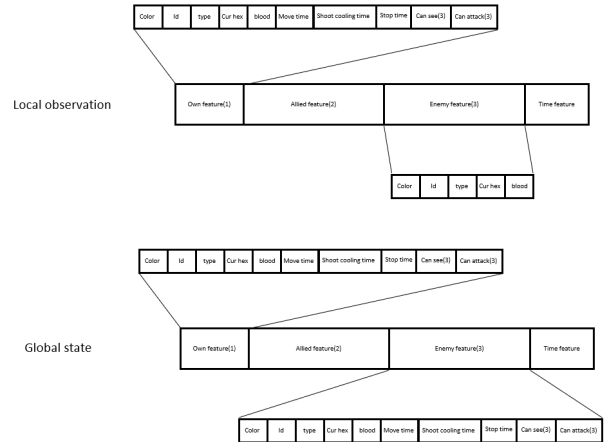 Color Id type Cur hex blood Move time Shoot cooling time Stop time Can see(3) Can attack(3)
Local observation
Own feature(1) Allied feature(2) Enemy feature(3) Time feature
Color Id type Cur hex blood
Color Id type Cur hex blood Move time Shoot cooling time Stop time Can see(3) Can attack(3)
Global state
Own feature(1) Allied feature(2) Enemy feature(3) Time feature
Color Id type Cur hex blood Move time Shoot cooling time Stop time Can see(3) Can attack(3)